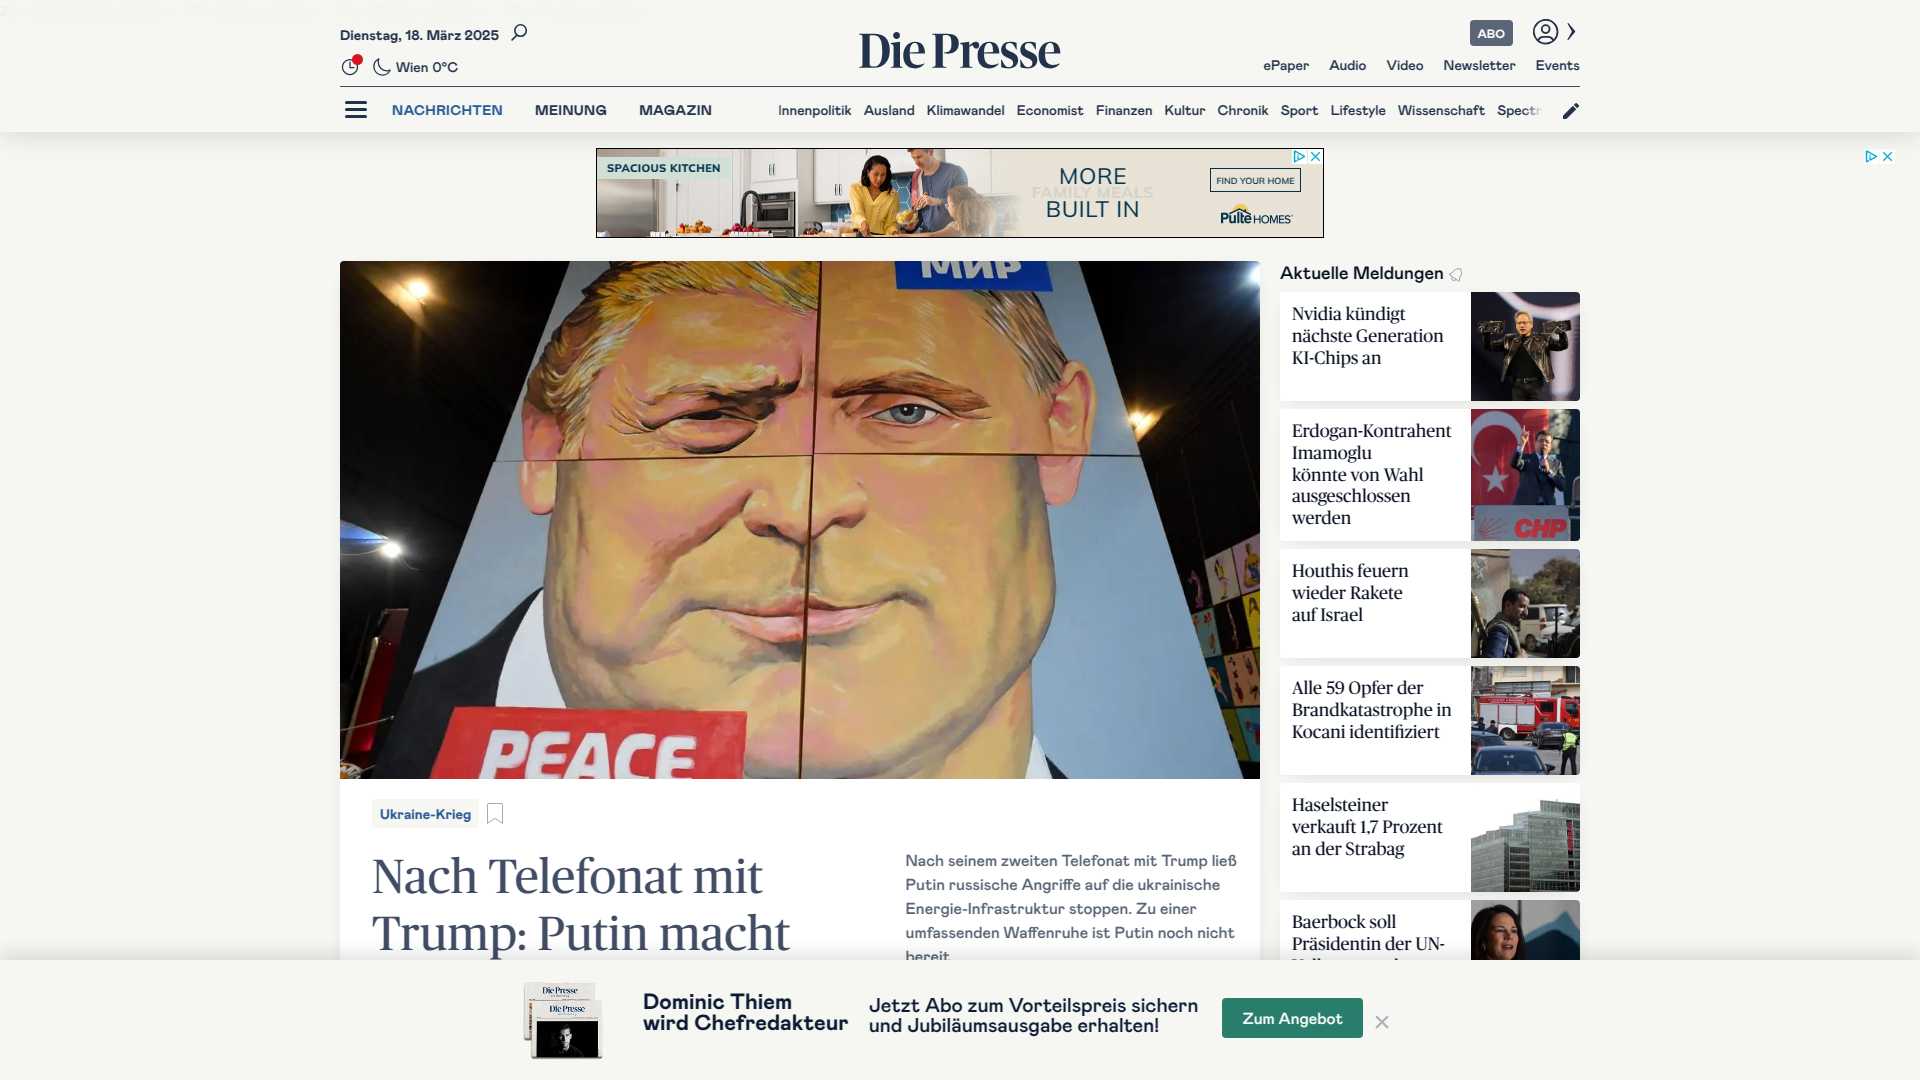 Dienstag, 18. März 2025
Wien 0°C
Die Presse
ABO
ePaper Audio Video Newsletter Events
NACHRICHTEN MEINUNG MAGAZIN
Innenpolitik Ausland Klimawandel Economist Finanzen Kultur Chronik Sport Lifestyle Wissenschaft
SPACIOUS KITCHEN
MORE
FAMILY MEALS
BUILT IN
FIND YOUR HOME
Pulte HOMES
МИР
PEACE
Ukraine-Krieg
Nach Telefonat mit
Trump: Putin macht
Nach seinem zweiten Telefonat mit Trump ließ
Putin russische Angriffe auf die ukrainische
Energie-Infrastruktur stoppen. Zu einer
umfassenden Waffenruhe ist Putin noch nicht
bereit.
Aktuelle Meldungen
Nvidia kündigt
nächste Generation
KI-Chips an
Erdogan-Kontrahent
Imamoglu
könnte von Wahl
ausgeschlossen
werden
CHP
Houthis feuern
wieder Rakete
auf Israel
Alle 59 Opfer der
Brandkatastrophe in
Kocani identifiziert
Haselsteiner
verkauft 1,7 Prozent
an der Strabag
Baerbock soll
Präsidentin der UN-
Die Presse
Die Presse
Dominic Thiem
wird Chefredakteur
Jetzt Abo zum Vorteilspreis sichern
und Jubiläumsausgabe erhalten!
Zum Angebot